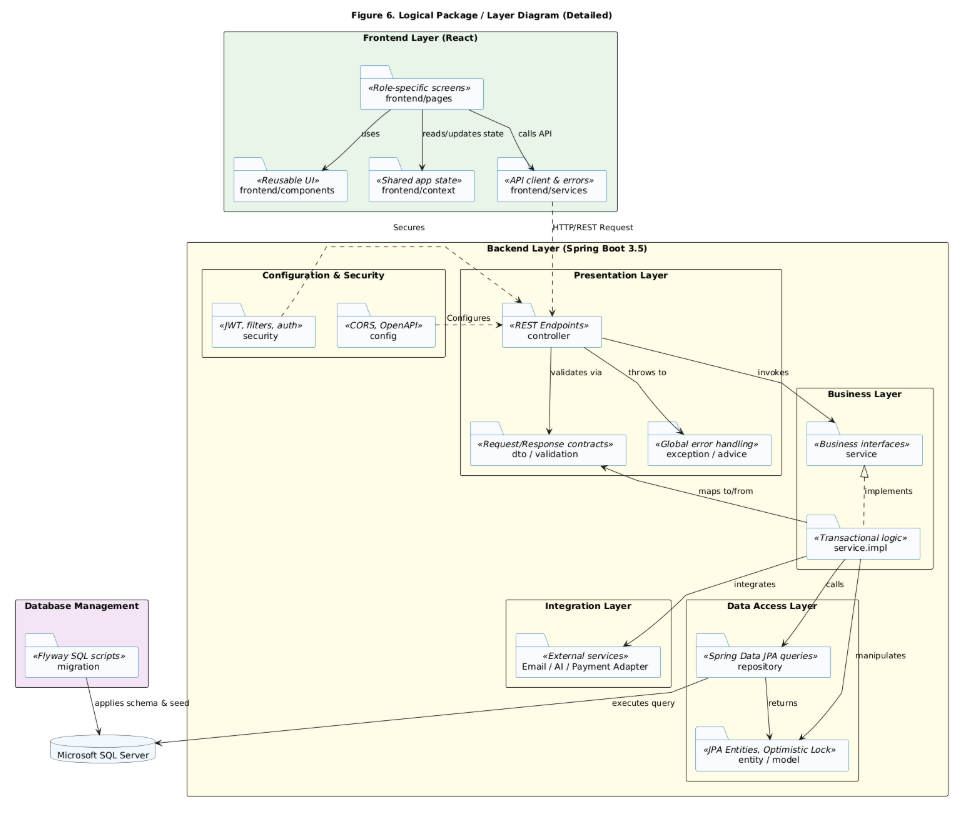 Figure 6. Logical Package / Layer Diagram (Detailed)
Frontend Layer (React)
«Role-specific screens»
frontend/pages
uses
reads/updates state
calls API
«Reusable UI»
frontend/components
«Shared app state»
frontend/context
«API client & errors»
frontend/services
Secures
HTTP/REST Request
Backend Layer (Spring Boot 3.5)
Configuration & Security
«JWT, filters, auth»
security
«CORS, OpenAPI»
config
Configures
Presentation Layer
«REST Endpoints»
controller
validates via
throws to
invokes
«Request/Response contracts»
dto / validation
«Global error handling»
exception / advice
Business Layer
«Business interfaces»
service
maps to/from
implements
«Transactional logic»
service.impl
integrates
calls
manipulates
Database Management
«Flyway SQL scripts»
migration
applies schema & seed
Microsoft SQL Server
Integration Layer
«External services»
Email / AI / Payment Adapter
Data Access Layer
«Spring Data JPA queries»
repository
executes query
returns
«JPA Entities, Optimistic Lock»
entity / model